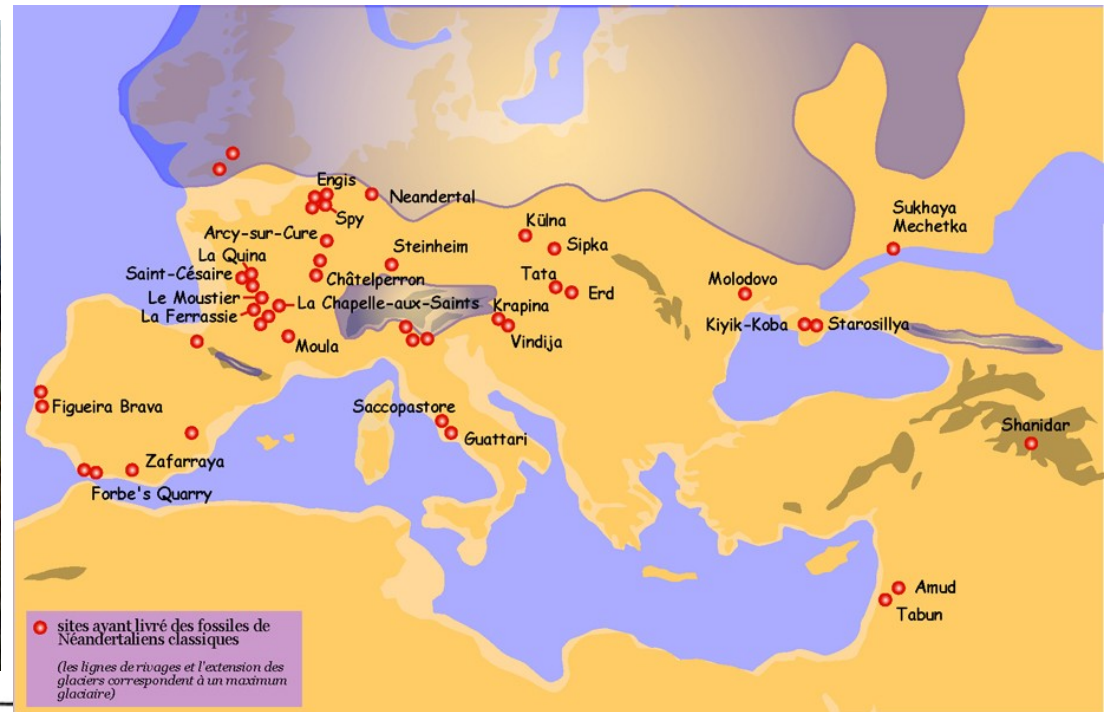 Engis
Neandertal
Spy
Arcy-sur-Cure
Külna
Sukhaya
Mechetka
Steinheim
Sipka
La Quina
Saint-Césaire
Châtelperron
Tata
Erd
Molodovo
Le Moustier
La Chapelle-aux-Saints
Krapina
La Ferrassie
Kiyik-Koba
Starosillya
Moula
Vindija
Figueira Brava
Saccopastore
Guattari
Shanidar
Zafarraya
Forbe's Quarry
Amud
Tabun
sites ayant livré des fossiles de
Néandertaliens classiques
(les lignes de rivages et l'extension des
glaciers correspondent à un maximum
glaciaire)